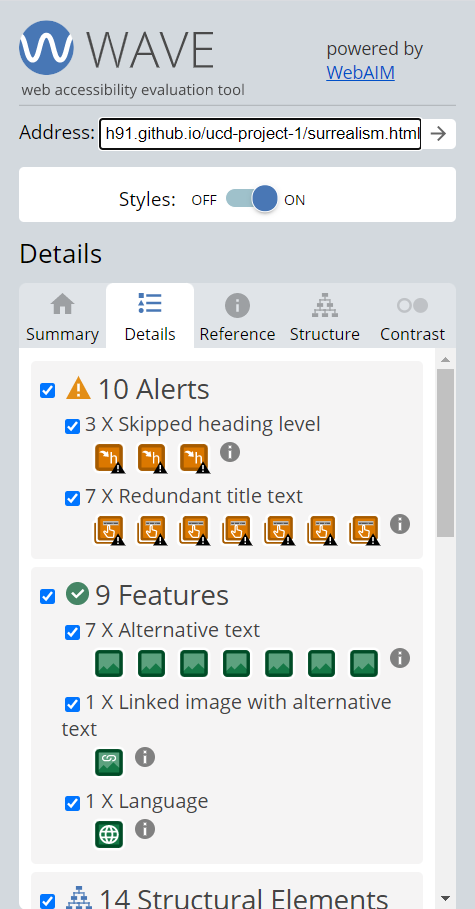 WAVE
powered by
WebAIM
web accessibility evaluation tool
Address: h91.github.io/ucd-project-1/surrealism.html
Styles: OFF ON
Details
Summary Details Reference Structure Contrast
10 Alerts
3 X Skipped heading level
h h h
7 X Redundant title text
9 Features
7 X Alternative text
1 X Linked image with alternative
text
1 X Language
14 Structural Elements